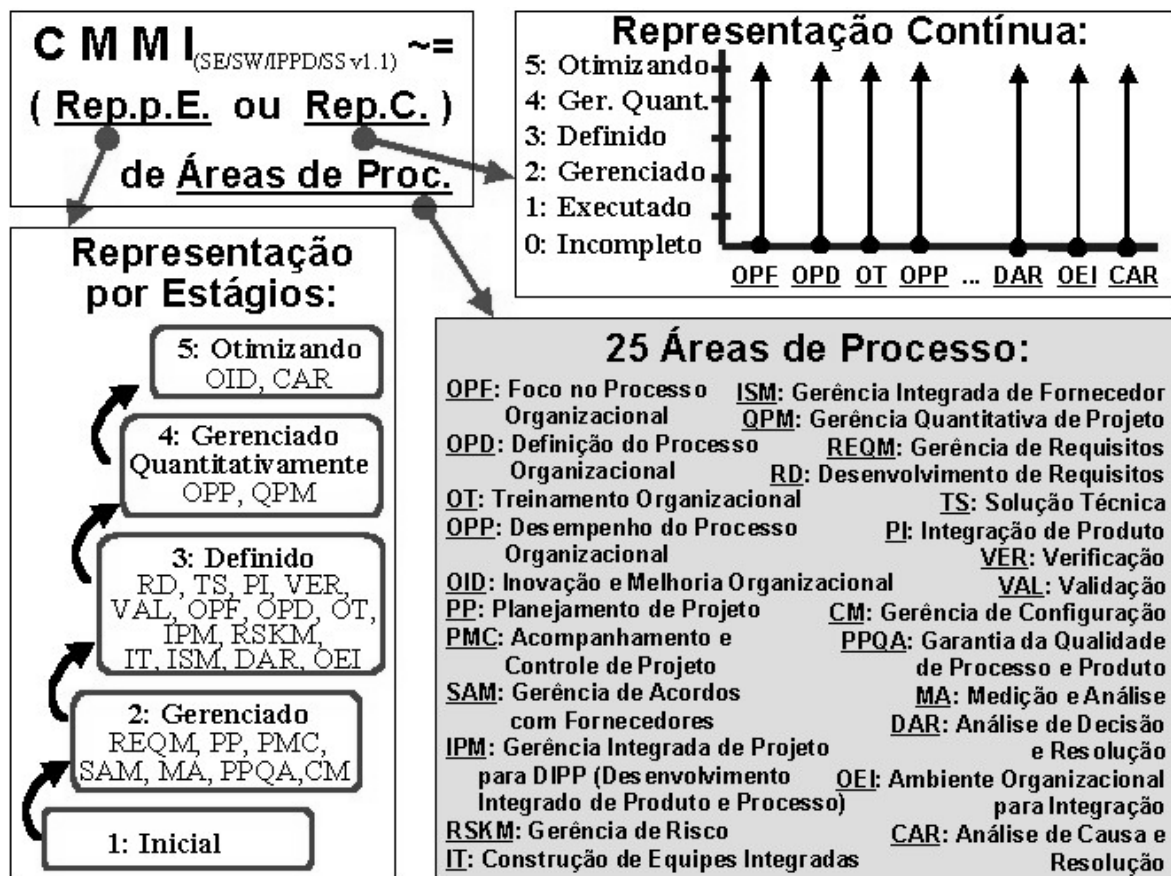 C M M I(SE/SW/IPPD/SS v1.1) ~=
( Rep.p.E. ou Rep.C. )
de Áreas de Proc.
Representação Contínua:
5: Otimizando
4: Ger. Quant.
3: Definido
2: Gerenciado
1: Executado
0: Incompleto
OPF OPD OT OPP ... DAR OEI CAR
Representação
por Estágios:
5: Otimizando
OID, CAR
4: Gerenciado
Quantitativamente
OPP, QPM
3: Definido
RD, TS, PI, VER,
VAL, OPF, OPD, OT,
IPM, RSKM,
IT, ISM, DAR, OEI
2: Gerenciado
REQM, PP, PMC,
SAM, MA, PPQA,CM
1: Inicial
25 Áreas de Processo:
OPF: Foco no Processo
Organizacional
OPD: Definição do Processo
Organizacional
OT: Treinamento Organizacional
OPP: Desempenho do Processo
Organizacional
OID: Inovação e Melhoria Organizacional
PP: Planejamento de Projeto
PMC: Acompanhamento e
Controle de Projeto
SAM: Gerência de Acordos
com Fornecedores
IPM: Gerência Integrada de Projeto
para DIPP (Desenvolvimento
Integrado de Produto e Processo)
RSKM: Gerência de Risco
IT: Construção de Equipes Integradas
ISM: Gerência Integrada de Fornecedor
QPM: Gerência Quantitativa de Projeto
REQM: Gerência de Requisitos
RD: Desenvolvimento de Requisitos
TS: Solução Técnica
PI: Integração de Produto
VER: Verificação
VAL: Validação
CM: Gerência de Configuração
PPQA: Garantia da Qualidade
de Processo e Produto
MA: Medição e Análise
DAR: Análise de Decisão
e Resolução
OEI: Ambiente Organizacional
para Integração
CAR: Análise de Causa e
Resolução